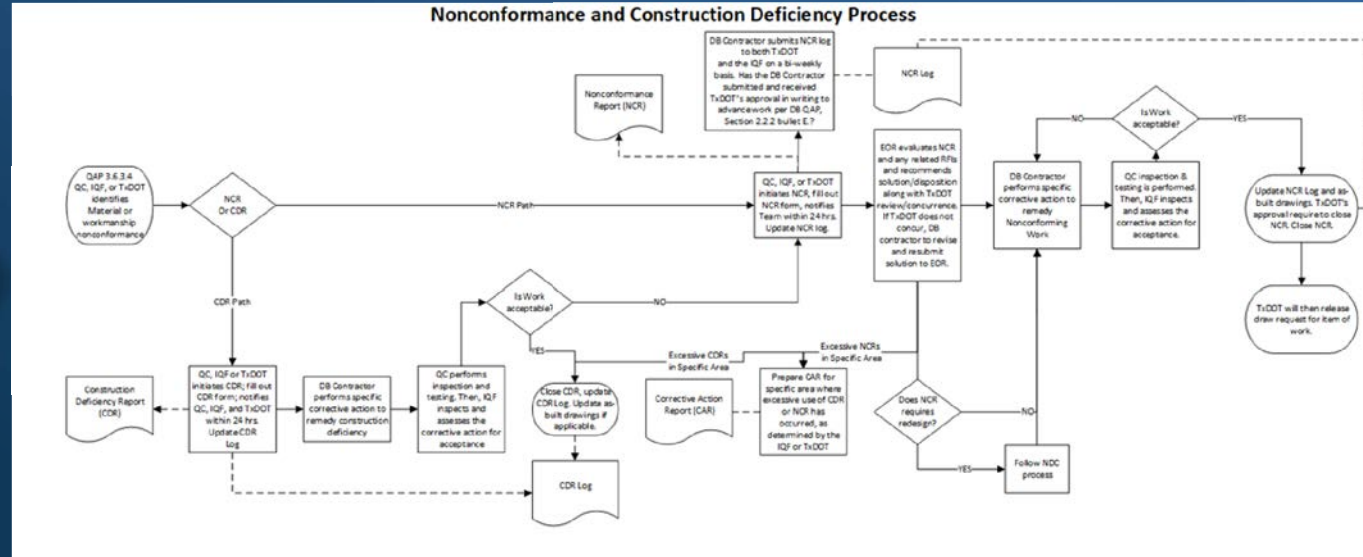 Nonconformance and Construction Deficiency Process
QAP 3.6.3.4
QC, IQF, or TxDOT
identifies
Material or
workmanship
nonconformance
NCR
Or CDR
NCR Path
CDR Path
Nonconformance
Report (NCR)
DB Contractor submits NCR log
to both TxDOT
and the IQF on a bi-weekly
basis. Has the DB Contractor
submitted and received
TxDOT's approval in writing to
advance work per DB QAP,
Section 2.2.2 bullet E.?
NCR Log
QC, IQF, or TxDOT
initiates NCR, fill out
NCR form, notifies
Team within 24 hrs.
Update NCR log.
EOR evaluates NCR
and any related RFIs
and recommends
solution/disposition
along with TxDOT
review/concurrence.
If TxDOT does not
concur, DB
contractor to revise
and resubmit
solution to EOR.
DB Contractor
performs specific
corrective action to
remedy
Nonconforming
Work
NO
Is Work
acceptable?
YES
QC inspection &
testing is performed.
Then, IQF inspects
and assesses the
corrective action for
acceptance.
Update NCR Log and as-
built drawings. TxDOT's
approval require to close
NCR. Close NCR.
TxDOT will then release
draw request for item of
work.
Construction
Deficiency Report
(CDR)
QC, IQF or TxDOT
initiates CDR; fill out
CDR form; notifies
QC, IQF, and TxDOT
within 24 hrs.
Update CDR
Log
DB Contractor
performs specific
corrective action to
remedy construction
deficiency
QC performs
inspection and
testing. Then, IQF
inspects and
assesses the
corrective action for
acceptance
Is Work
acceptable?
NO
YES
Close CDR, update
CDR Log. Update as-
built drawings if
applicable.
CDR Log
Excessive CDRs
in Specific Area
Excessive NCRs
in Specific Area
Corrective Action
Report (CAR)
Prepare CAR for
specific area where
excessive use of CDR
or NCR has
occurred, as
determined by the
IQF or TxDOT
Does NCR
requires
redesign?
NO
YES
Follow NDC
process